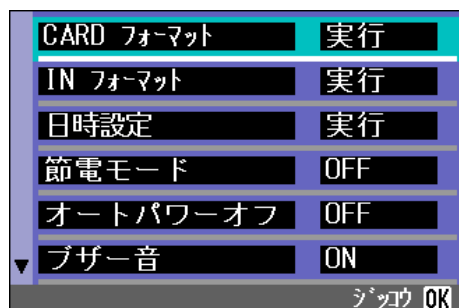 CARD フォーマット 実行
IN フォーマット 実行
日時設定 実行
節電モード OFF
オートパワーオフ OFF
ブザー音 ON
ジッコウ OK